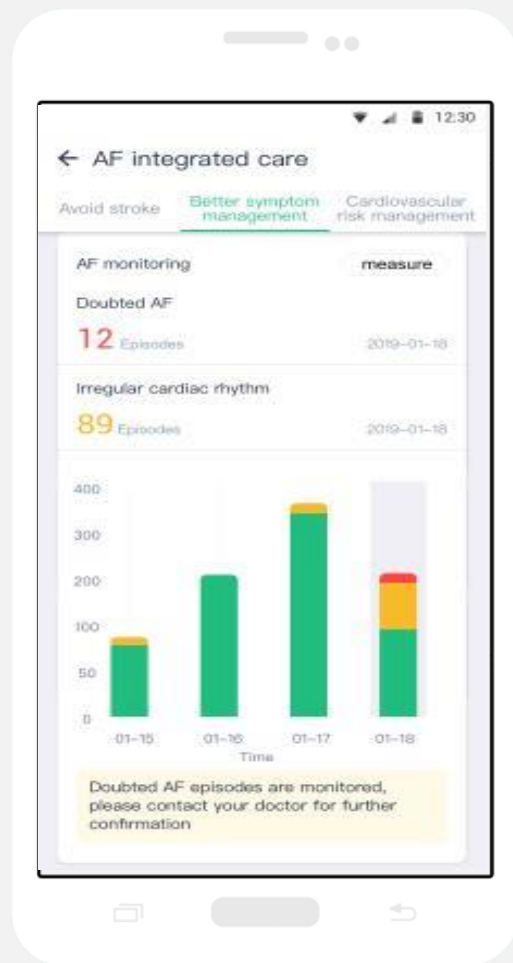 12:30
← AF integrated care
Avoid stroke
Better symptom
management
Cardiovascular
risk management
AF monitoring
measure
Doubted AF
12 Episodes
2019-01-18
Irregular cardiac rhythm
89 Episodes
2019-01-18
400
300
200
100
50
0
01-15 01-16 01-17 01-18
Time
Doubted AF episodes are monitored,
please contact your doctor for further
confirmation